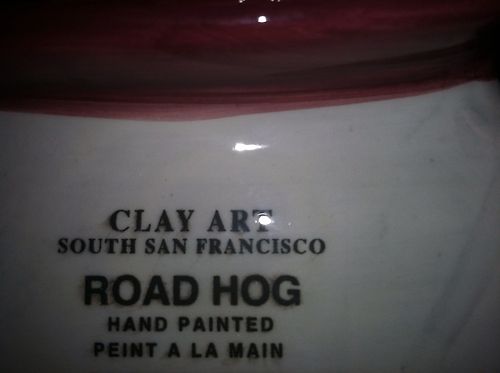 CLAY ART
SOUTH SAN FRANCISCO
ROAD HOG
HAND PAINTED
PEINT A LA MAIN